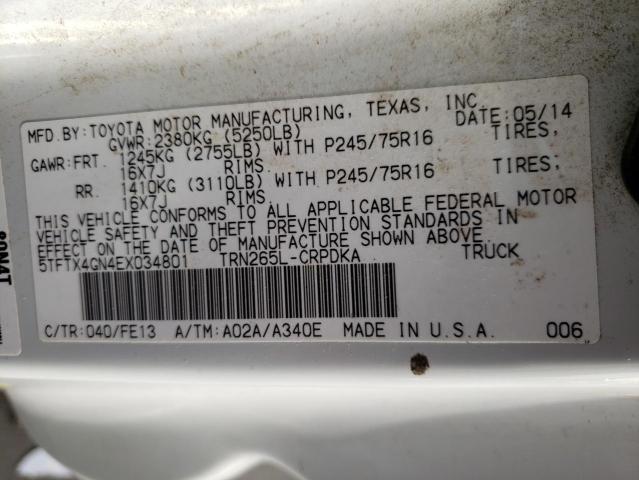 MFD.BY:TOYOTA MOTOR MANUFACTURING, TEXAS, INC DATE:05/14
GVWR:2380KG (5250LB)
GAWR:FRT. 1245KG (2755LB) WITH P245/75R16 TIRES,
16X7J RIMS.
RR. 1410KG (3110LB) WITH P245/75R16 TIRES,
16X7J RIMS
THIS VEHICLE CONFORMS TO ALL APPLICABLE FEDERAL MOTOR
VEHICLE SAFETY AND THEFT PREVENTION STANDARDS IN
EFFECT ON THE DATE OF MANUFACTURE SHOWN ABOVE.
5TFTX4GN4EX034801 TRN265L-CRPDKA TRUCK
C/TR:040/FE13 A/TM:A02A/A340E MADE IN U.S.A. 006